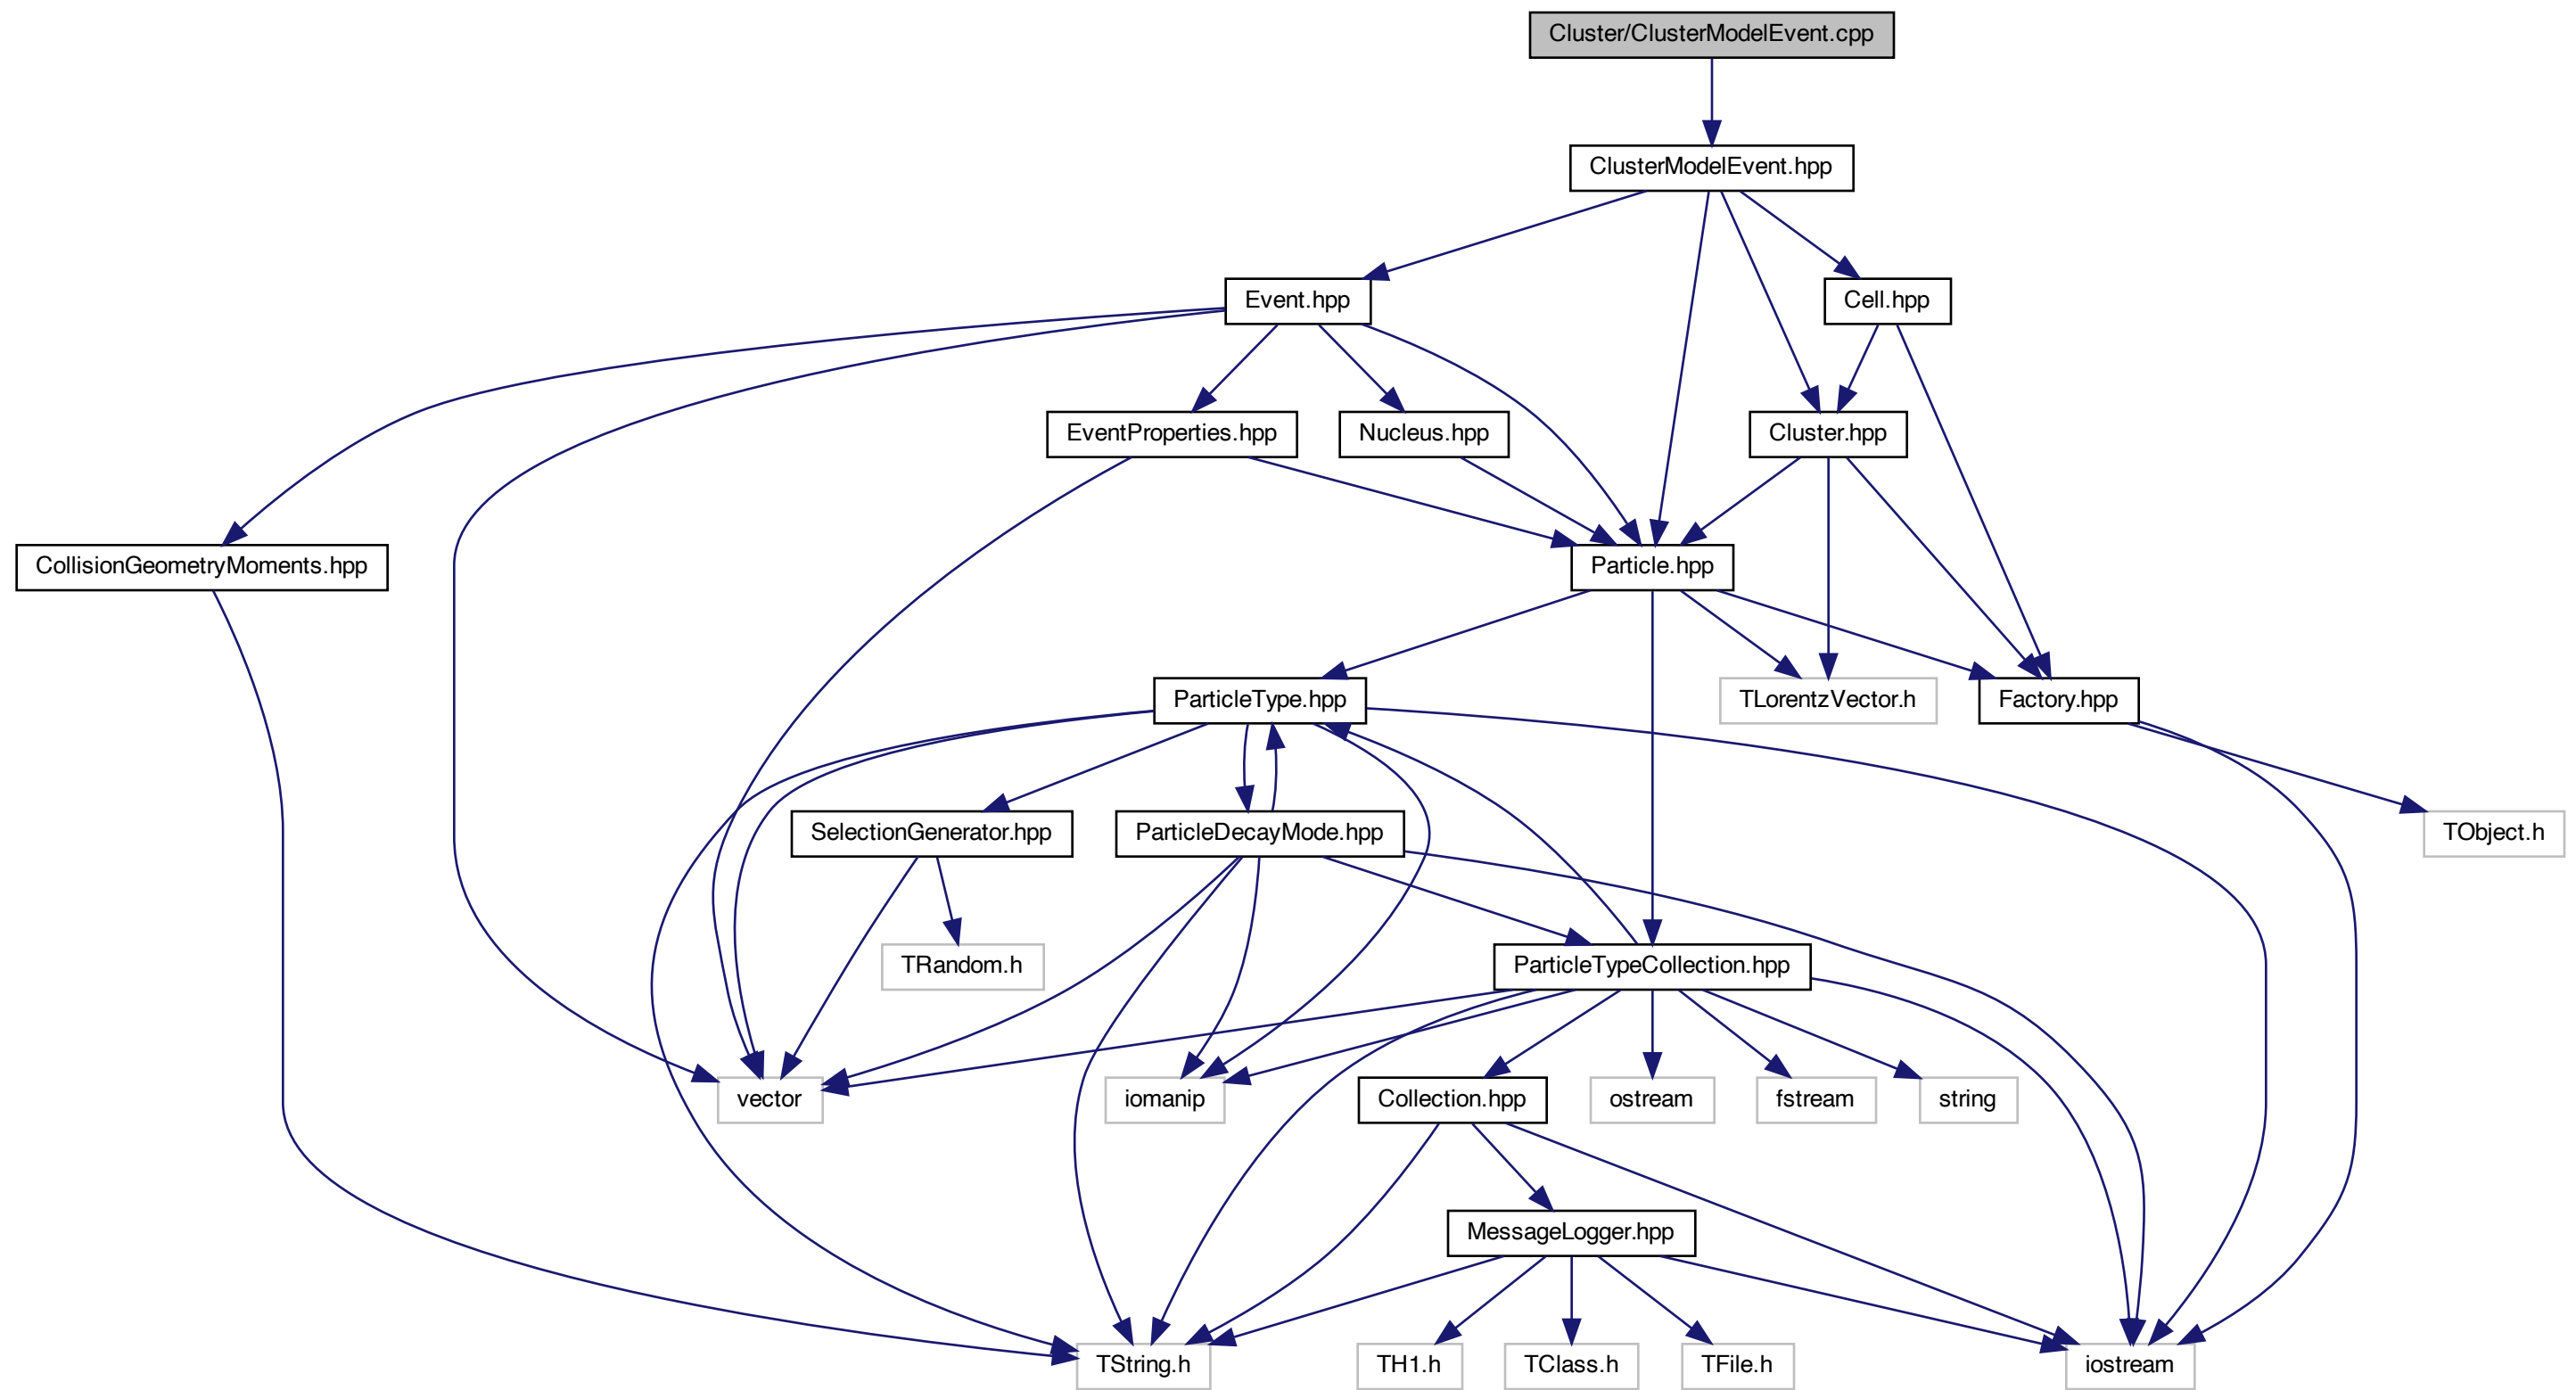 Cluster/ClusterModelEvent.cpp
ClusterModelEvent.hpp
Event.hpp
Cell.hpp
EventProperties.hpp
Nucleus.hpp
Cluster.hpp
CollisionGeometryMoments.hpp
Particle.hpp
ParticleType.hpp
TLorentzVector.h
Factory.hpp
SelectionGenerator.hpp
ParticleDecayMode.hpp
TObject.h
TRandom.h
ParticleTypeCollection.hpp
vector
iomanip
Collection.hpp
ostream
fstream
string
MessageLogger.hpp
TString.h
TH1.h
TClass.h
TFile.h
iostream